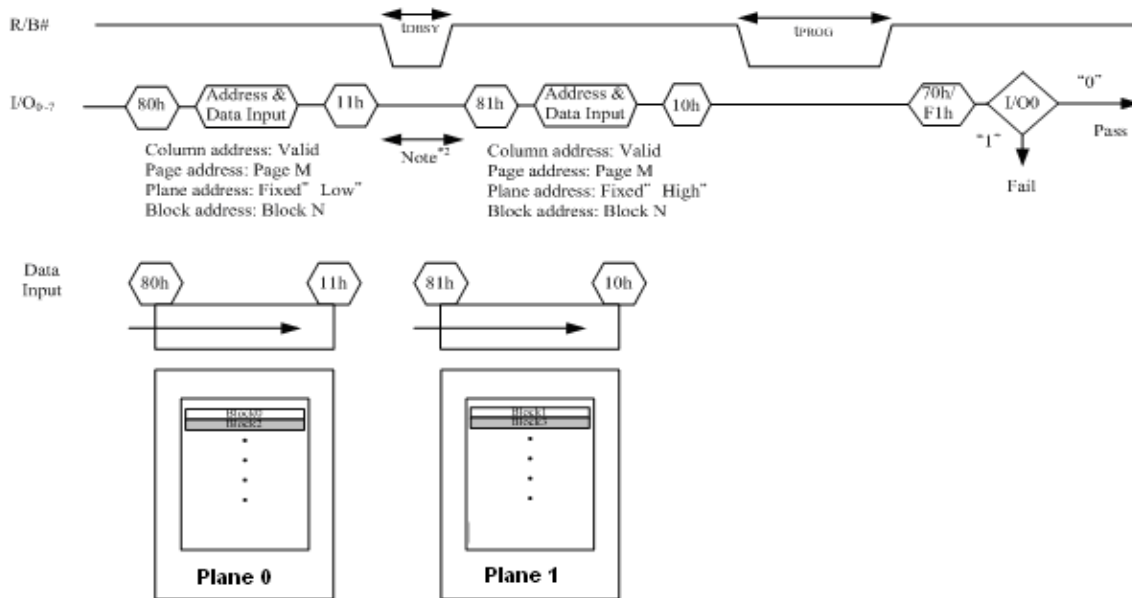 R/B#
tDBSY
tPROG
I/O0~7
80h
Address &
Data Input
11h
81h
Address &
Data Input
10h
70h/
F1h
I/O0
“0”
Pass
“1”
Fail
Note*2
Column address: Valid
Page address: Page M
Plane address: Fixed” Low”
Block address: Block N
Column address: Valid
Page address: Page M
Plane address: Fixed” High”
Block address: Block N
Data
Input
80h
11h
81h
10h
Block0
Block2
Block1
Block3
Plane 0
Plane 1